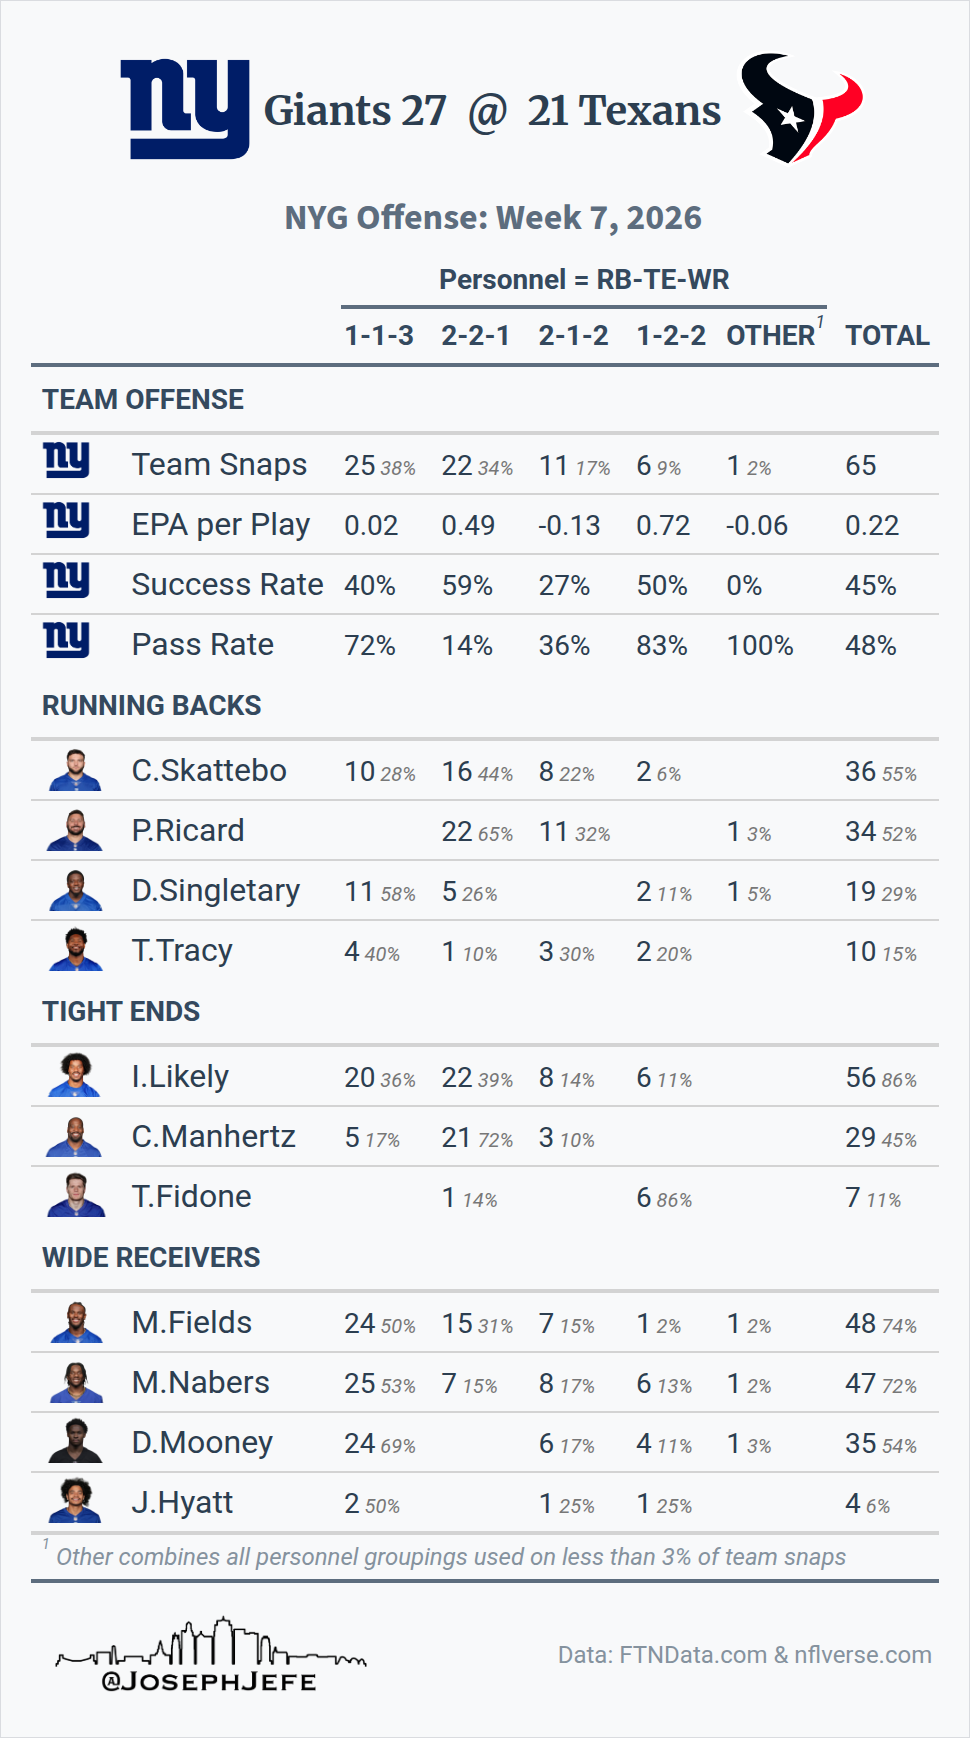 ny Giants 27 @ 21 Texans
NYG Offense: Week 7, 2026
Personnel = RB-TE-WR
1-1-3 2-2-1 2-1-2 1-2-2 OTHER1 TOTAL
TEAM OFFENSE
ny Team Snaps 25 38% 22 34% 11 17% 6 9% 1 2% 65
ny EPA per Play 0.02 0.49 -0.13 0.72 -0.06 0.22
ny Success Rate 40% 59% 27% 50% 0% 45%
ny Pass Rate 72% 14% 36% 83% 100% 48%
RUNNING BACKS
C.Skattebo 10 28% 16 44% 8 22% 2 6% 36 55%
P.Ricard 22 65% 11 32% 1 3% 34 52%
D.Singletary 11 58% 5 26% 2 11% 1 5% 19 29%
T.Tracy 4 40% 1 10% 3 30% 2 20% 10 15%
TIGHT ENDS
I.Likely 20 36% 22 39% 8 14% 6 11% 56 86%
C.Manhertz 5 17% 21 72% 3 10% 29 45%
T.Fidone 1 14% 6 86% 7 11%
WIDE RECEIVERS
M.Fields 24 50% 15 31% 7 15% 1 2% 1 2% 48 74%
M.Nabers 25 53% 7 15% 8 17% 6 13% 1 2% 47 72%
D.Mooney 24 69% 6 17% 4 11% 1 3% 35 54%
J.Hyatt 2 50% 1 25% 1 25% 4 6%
1 Other combines all personnel groupings used on less than 3% of team snaps
@JosephJefe
Data: FTNData.com & nflverse.com